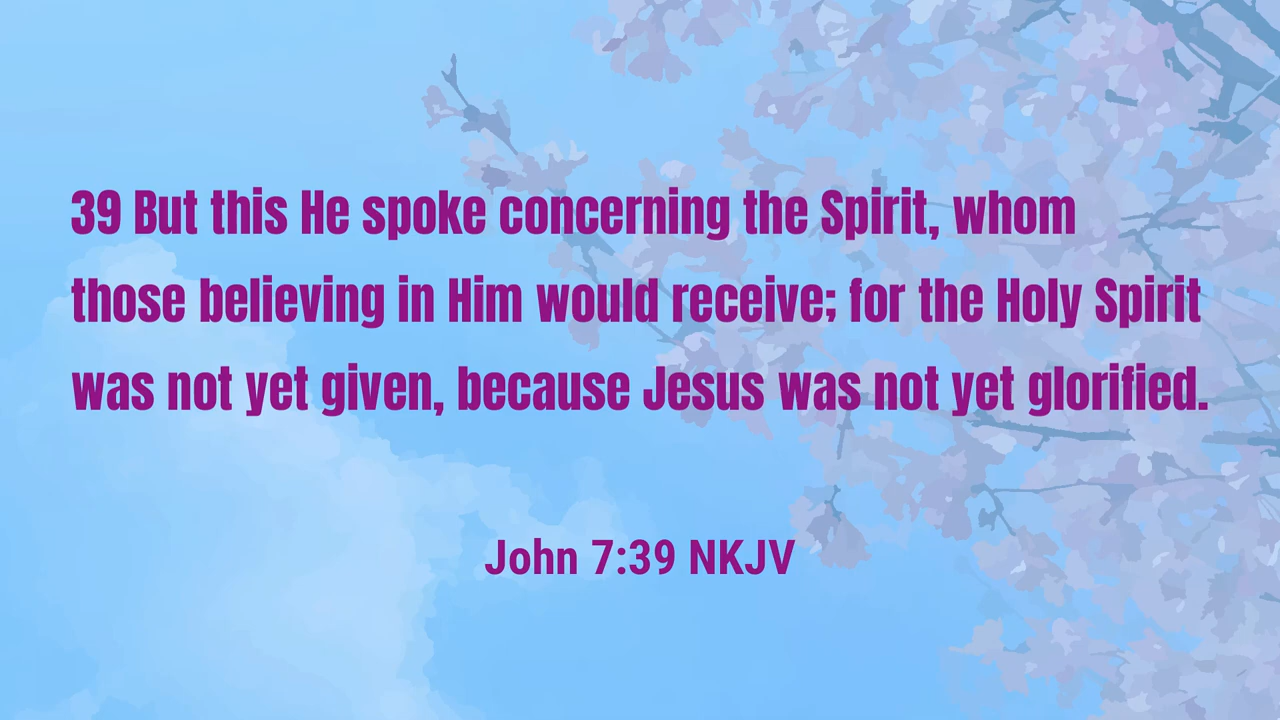 39 But this He spoke concerning the Spirit, whom
those believing in Him would receive; for the Holy Spirit
was not yet given, because Jesus was not yet glorified.
John 7:39 NKJV